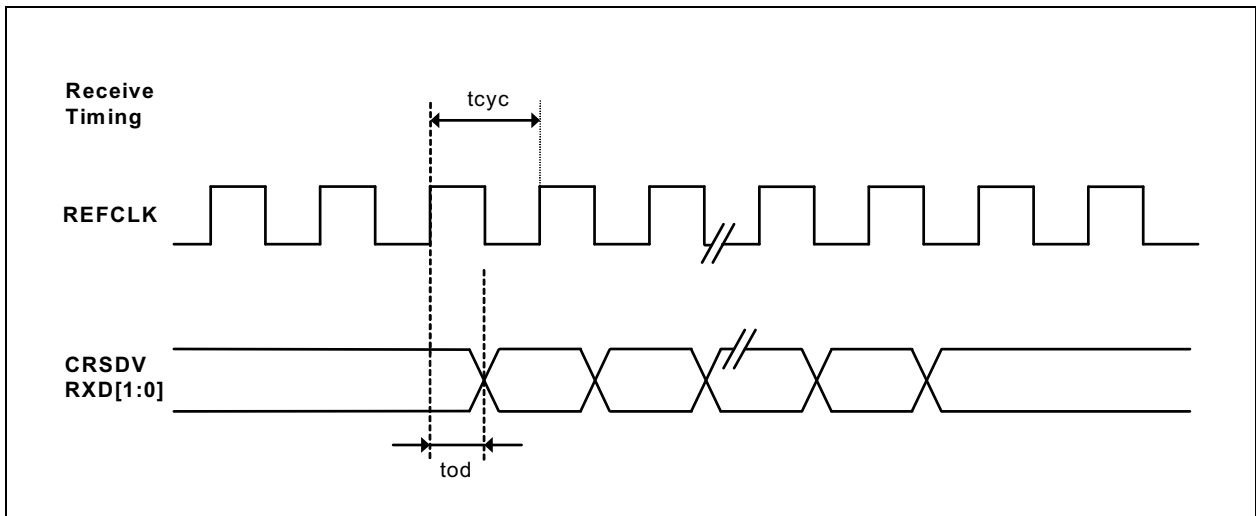 Receive
Timing
tcyc
REFCLK
CRSDV
RXD[1:0]
tod